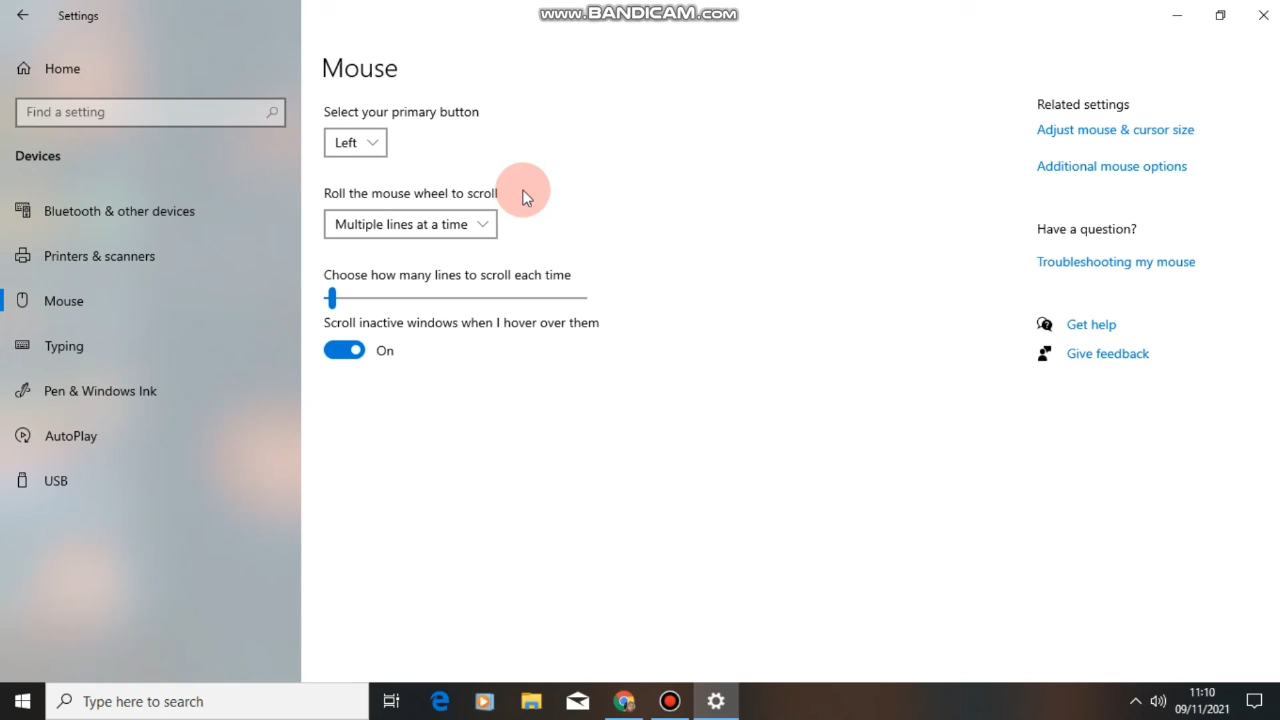 Settings
www.BANDICAM.com
Home
Find a setting
Devices
Bluetooth & other devices
Printers & scanners
Mouse
Typing
Pen & Windows Ink
AutoPlay
USB
Mouse
Select your primary button
Left
Roll the mouse wheel to scroll
Multiple lines at a time
Choose how many lines to scroll each time
Scroll inactive windows when I hover over them
On
Related settings
Adjust mouse & cursor size
Additional mouse options
Have a question?
Troubleshooting my mouse
Get help
Give feedback
Type here to search
11:10
09/11/2021